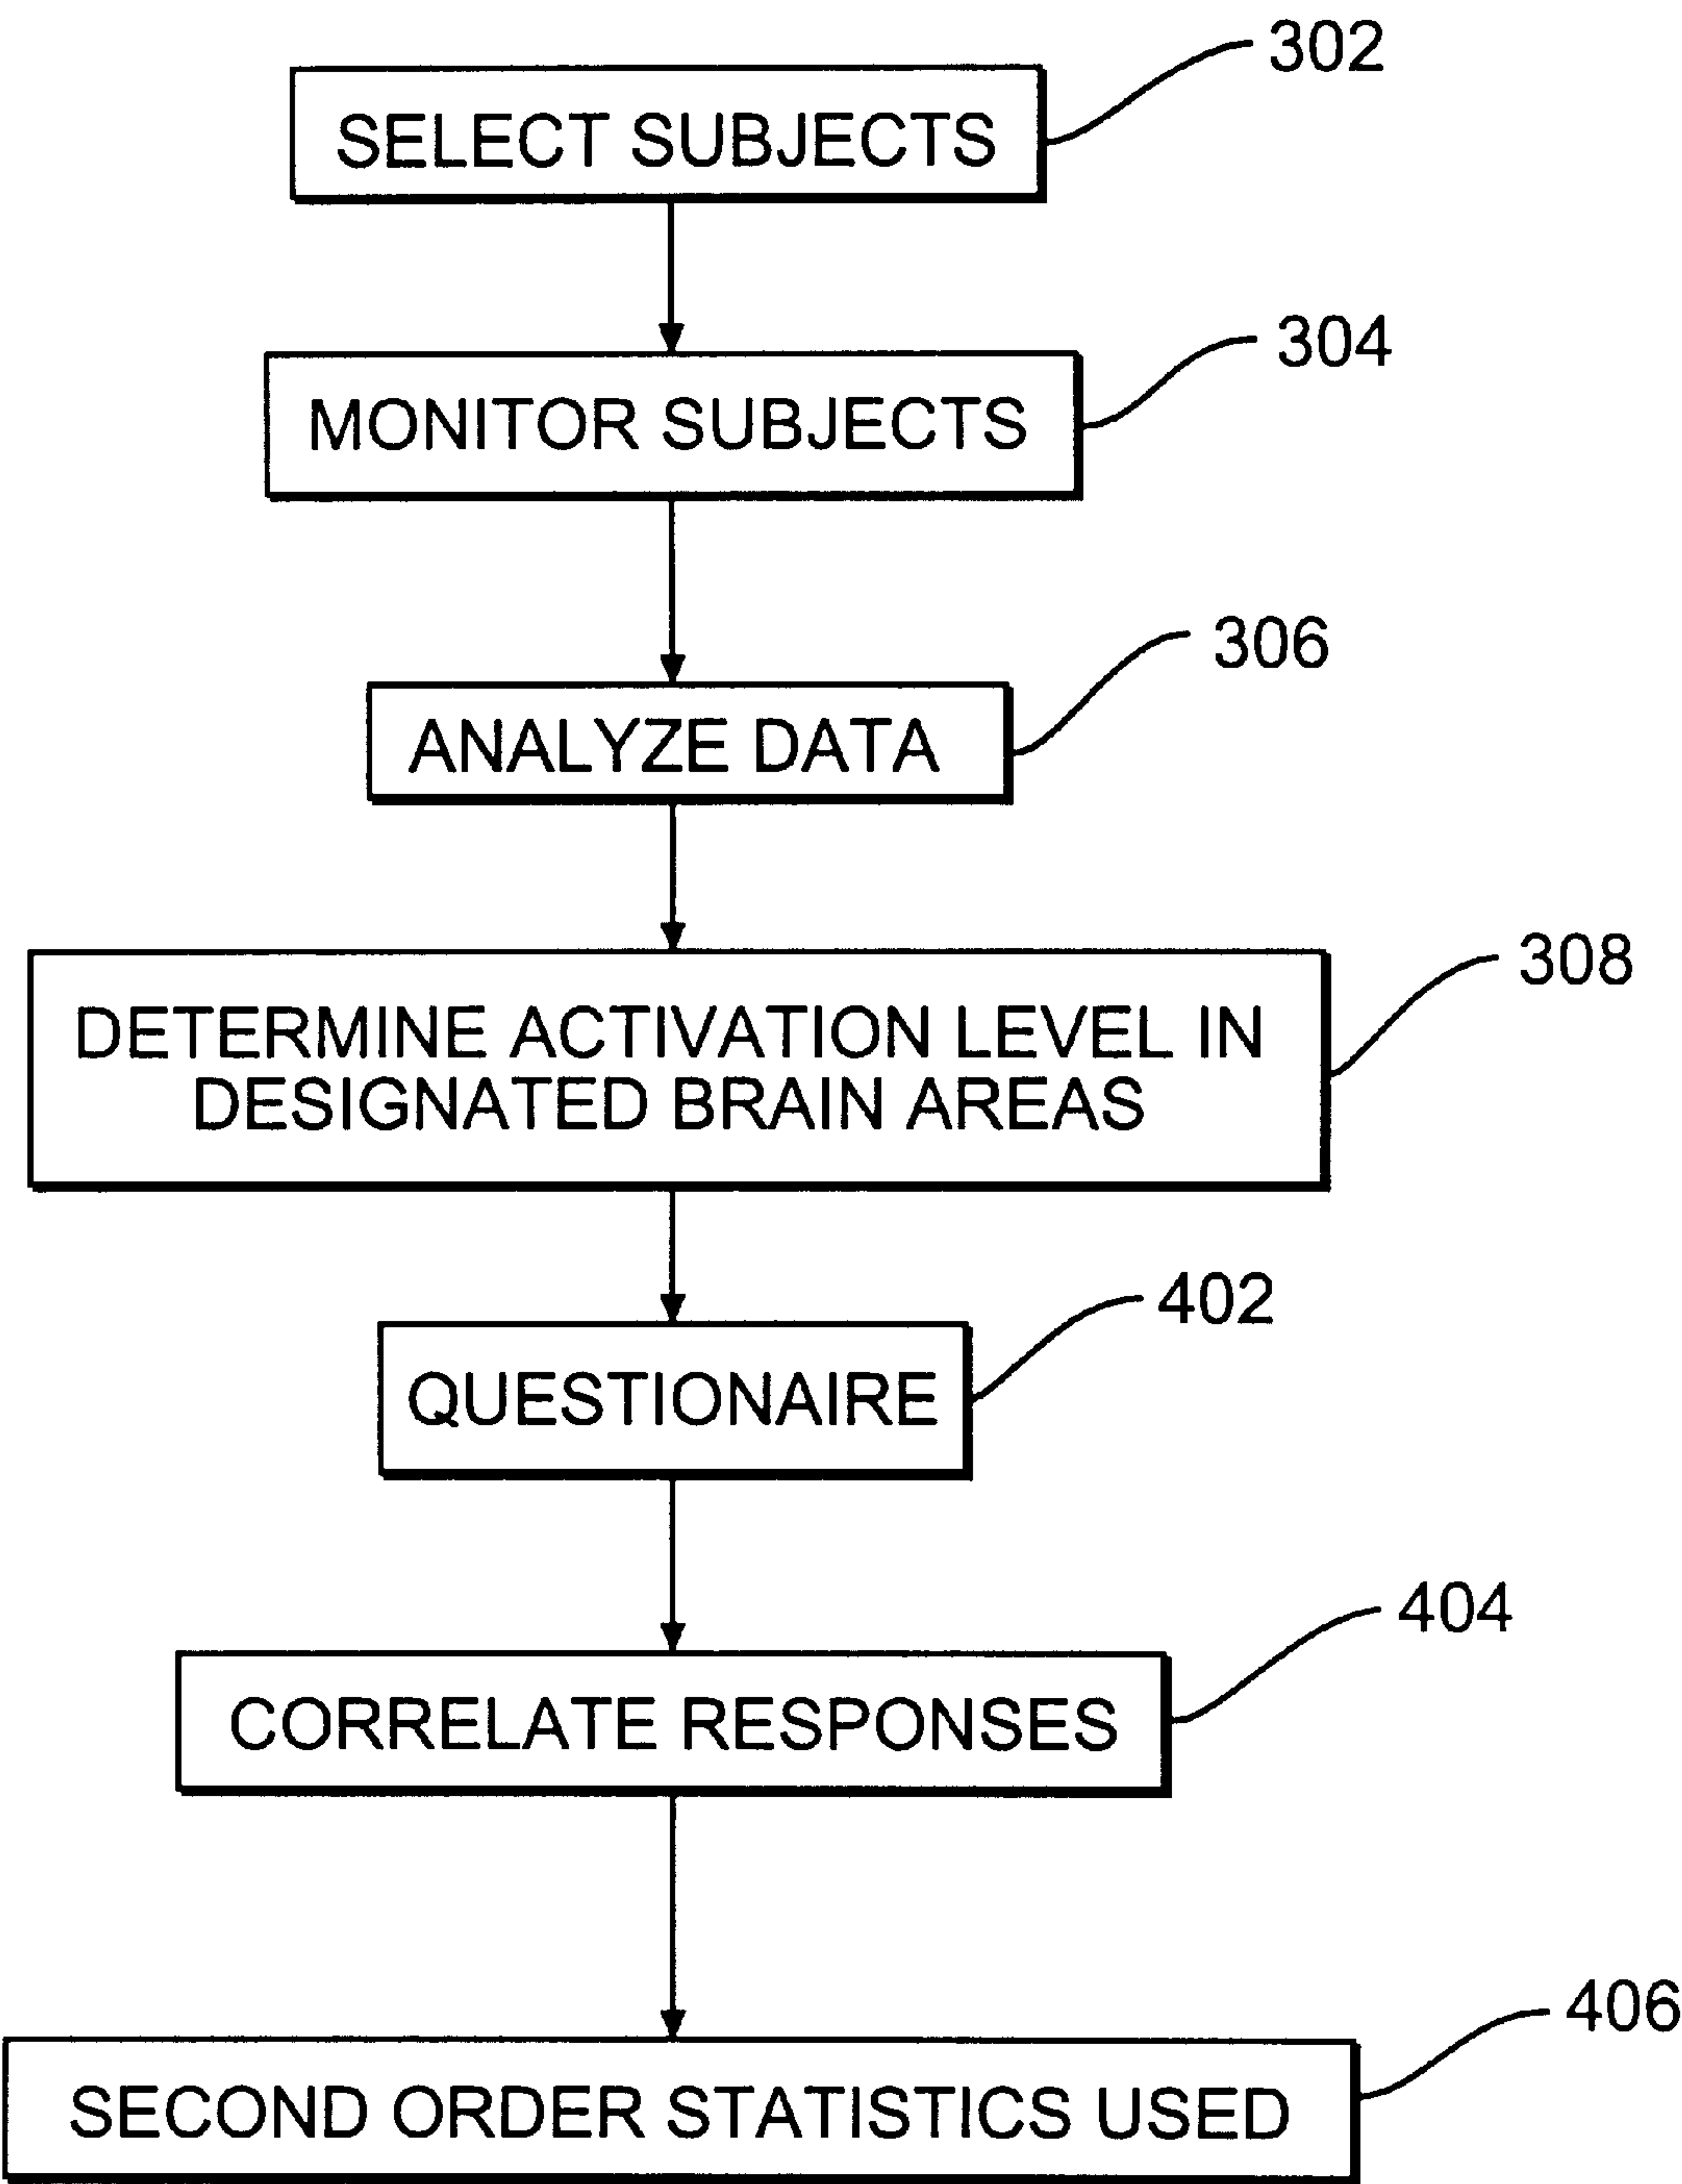 302
SELECT SUBJECTS
304
MONITOR SUBJECTS
306
ANALYZE DATA
308
DETERMINE ACTIVATION LEVEL IN
DESIGNATED BRAIN AREAS
402
QUESTIONAIRE
404
CORRELATE RESPONSES
406
SECOND ORDER STATISTICS USED